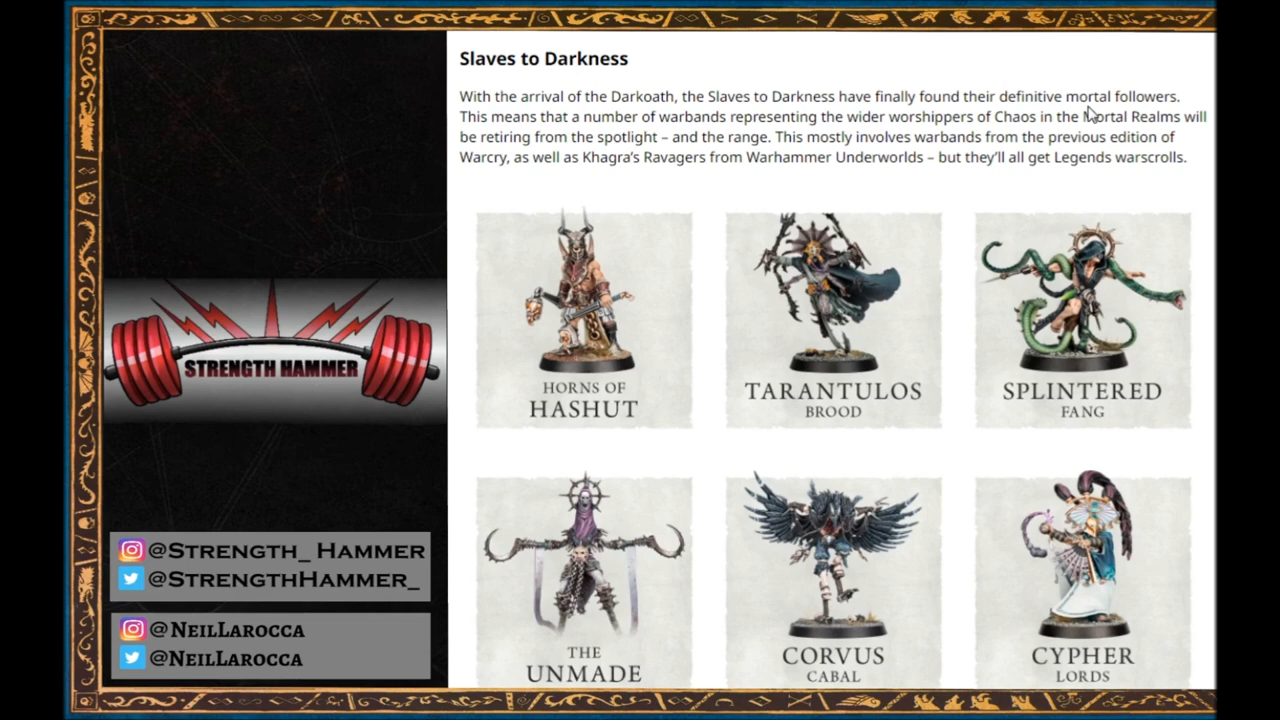 Slaves to Darkness
With the arrival of the Darkoath, the Slaves to Darkness have finally found their definitive mortal followers.
This means that a number of warbands representing the wider worshippers of Chaos in the Mortal Realms will
be retiring from the spotlight – and the range. This mostly involves warbands from the previous edition of
Warcry, as well as Khagra’s Ravagers from Warhammer Underworlds – but they’ll all get Legends warscrolls.
HORNS OF
HASHUT
TARANTULOS
BROOD
SPLINTERED
FANG
THE
UNMADE
CORVUS
CABAL
CYPHER
LORDS
STRENGTH HAMMER
@STRENGTH_HAMMER
@STRENGTHHAMMER_
@NEILLAROCCA
@NEILLAROCCA